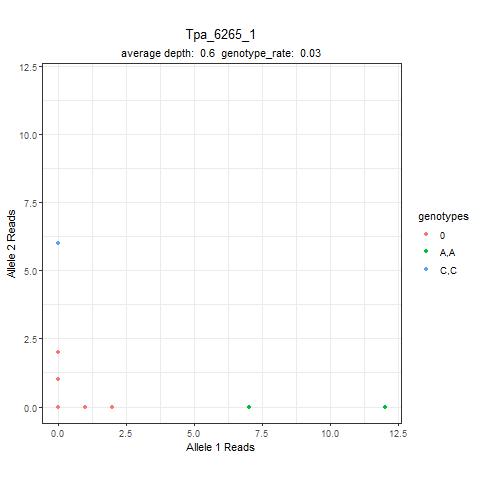 Tpa_6265_1
average depth: 0.6 genotype_rate: 0.03
12.5
10.0
7.5
5.0
2.5
0.0
Allele 2 Reads
0.0 2.5 5.0 7.5 10.0 12.5
Allele 1 Reads
genotypes
0
A,A
C,C